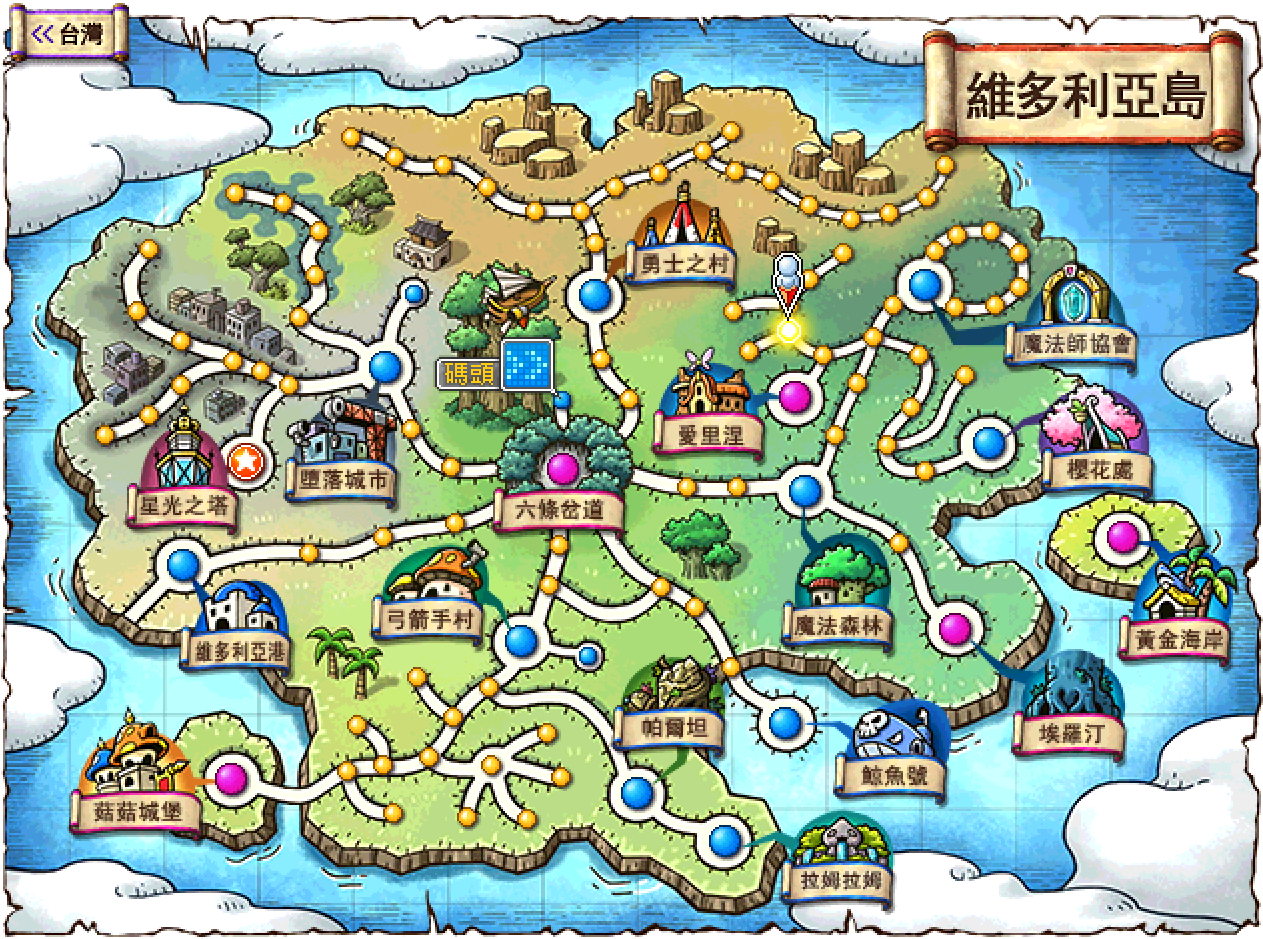 台灣
維多利亞島
勇士之村
魔法師協會
碼頭
愛里涅
櫻花處
墮落城市
星光之塔
六條岔道
弓箭手村
魔法森林
黃金海岸
維多利亞港
帕爾坦
埃羅汀
鯨魚號
菇菇城堡
拉姆拉姆